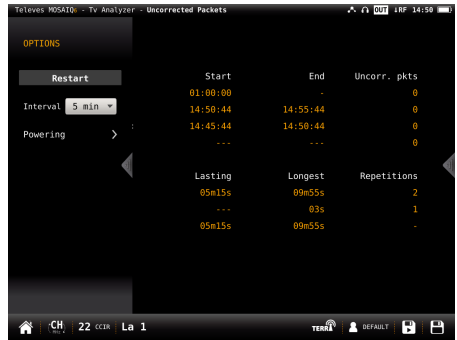 Televes MOSAIQ6 - Tv Analyzer - Uncorrected Packets OUT iRF 14:50
OPTIONS
Restart
Interval 5 min
Powering
Start End Uncorr. pkts
01:00:00 - 0
14:50:44 14:55:44 0
14:45:44 14:50:44 0
--- --- 0
Lasting Longest Repetitions
05m15s 09m55s 2
--- 03s 1
05m15s 09m55s -
CH 22 CCIR La 1 TERRA DEFAULT